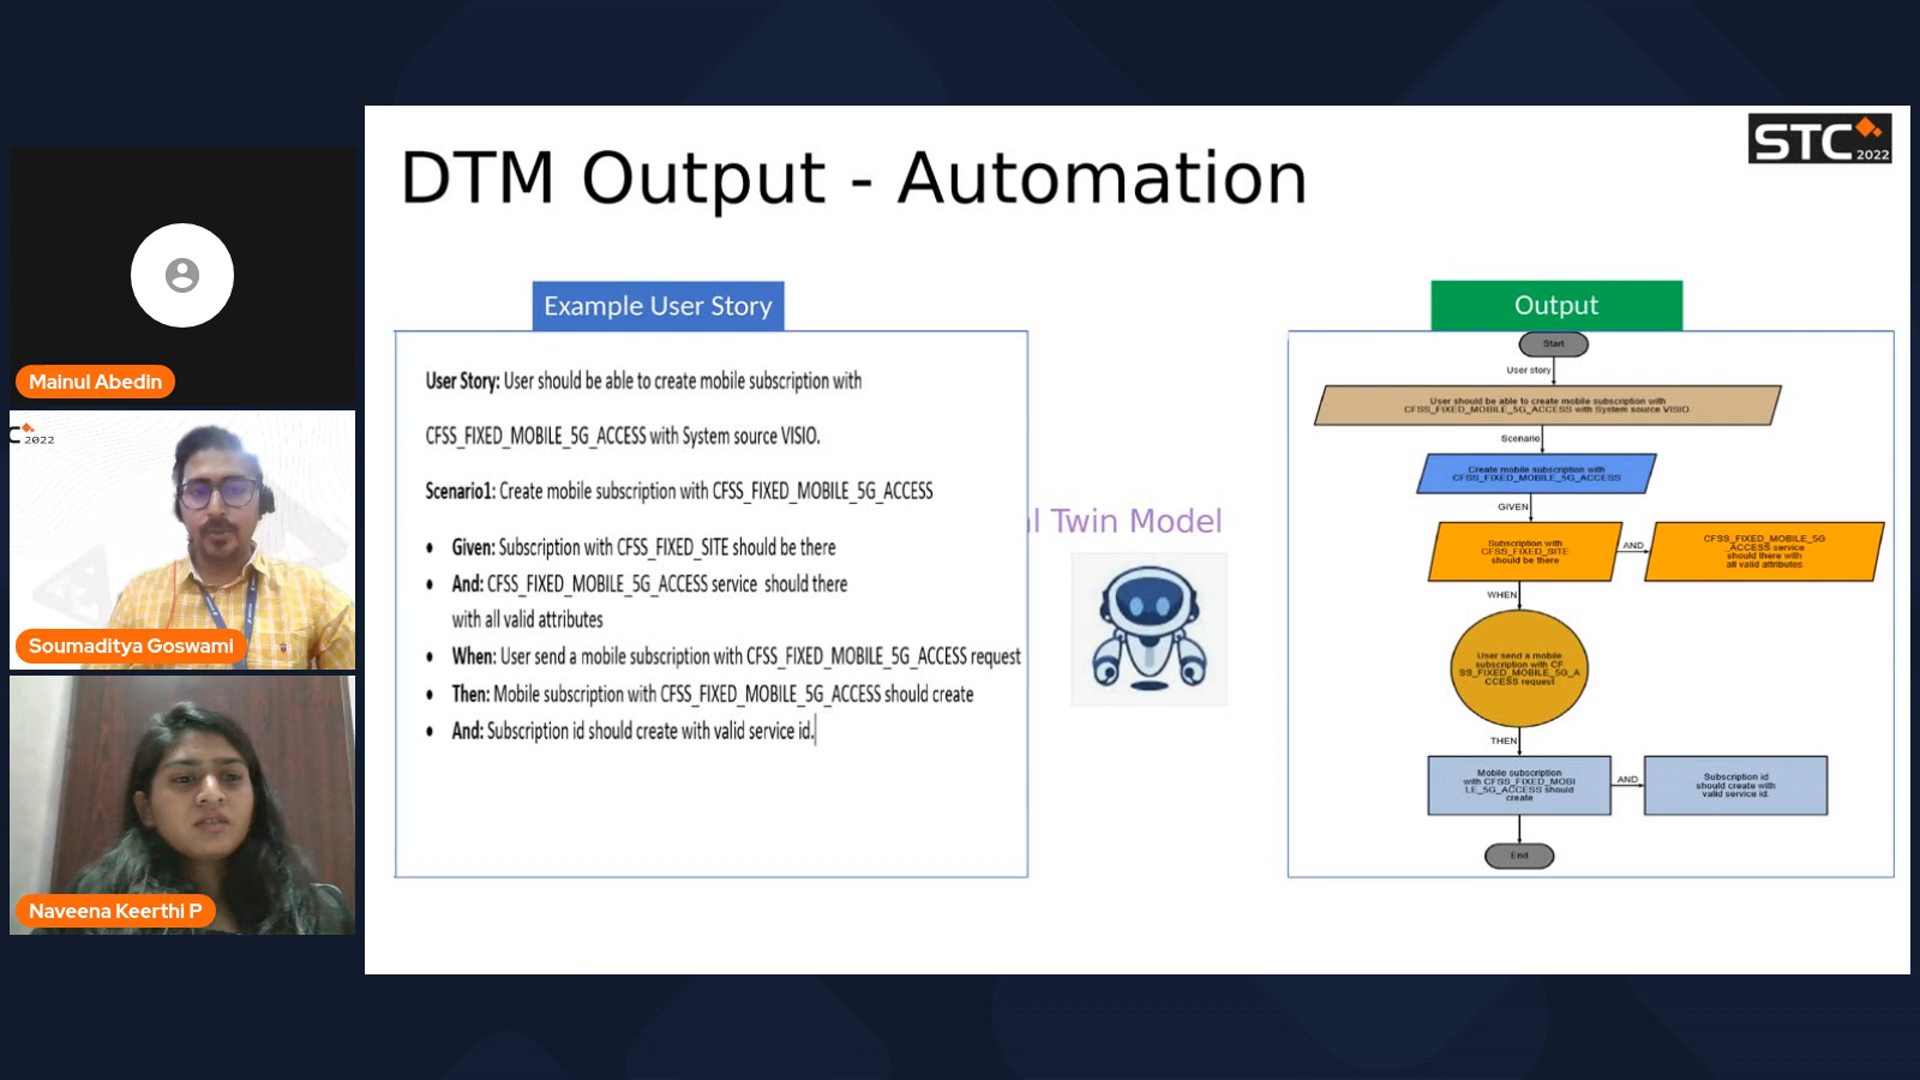 Mainul Abedin
C 2022
Soumaditya Goswami
Naveena Keerthi P
STC 2022
DTM Output - Automation
Example User Story
User Story: User should be able to create mobile subscription with
CFSS_FIXED_MOBILE_5G_ACCESS with System source VISIO.
Scenario1: Create mobile subscription with CFSS_FIXED_MOBILE_5G_ACCESS
• Given: Subscription with CFSS_FIXED_SITE should be there
• And: CFSS_FIXED_MOBILE_5G_ACCESS service should there
with all valid attributes
• When: User send a mobile subscription with CFSS_FIXED_MOBILE_5G_ACCESS request
• Then: Mobile subscription with CFSS_FIXED_MOBILE_5G_ACCESS should create
• And: Subscription id should create with valid service id.
l Twin Model
Output
Start
User story
User should be able to create mobile subscription with
CFSS_FIXED_MOBILE_5G_ACCESS with System source VISIO.
Scenario
Create mobile subscription with
CFSS_FIXED_MOBILE_5G_ACCESS
GIVEN
Subscription with
CFSS_FIXED_SITE
should be there
AND
CFSS_FIXED_MOBILE_5G
_ACCESS service
should there with
all valid attributes
WHEN
User send a mobile
subscription with CF
SS_FIXED_MOBILE_5G_A
CCESS request
THEN
Mobile subscription
with CFSS_FIXED_MOBI
LE_5G_ACCESS should
create
AND
Subscription id
should create with
valid service id.
End